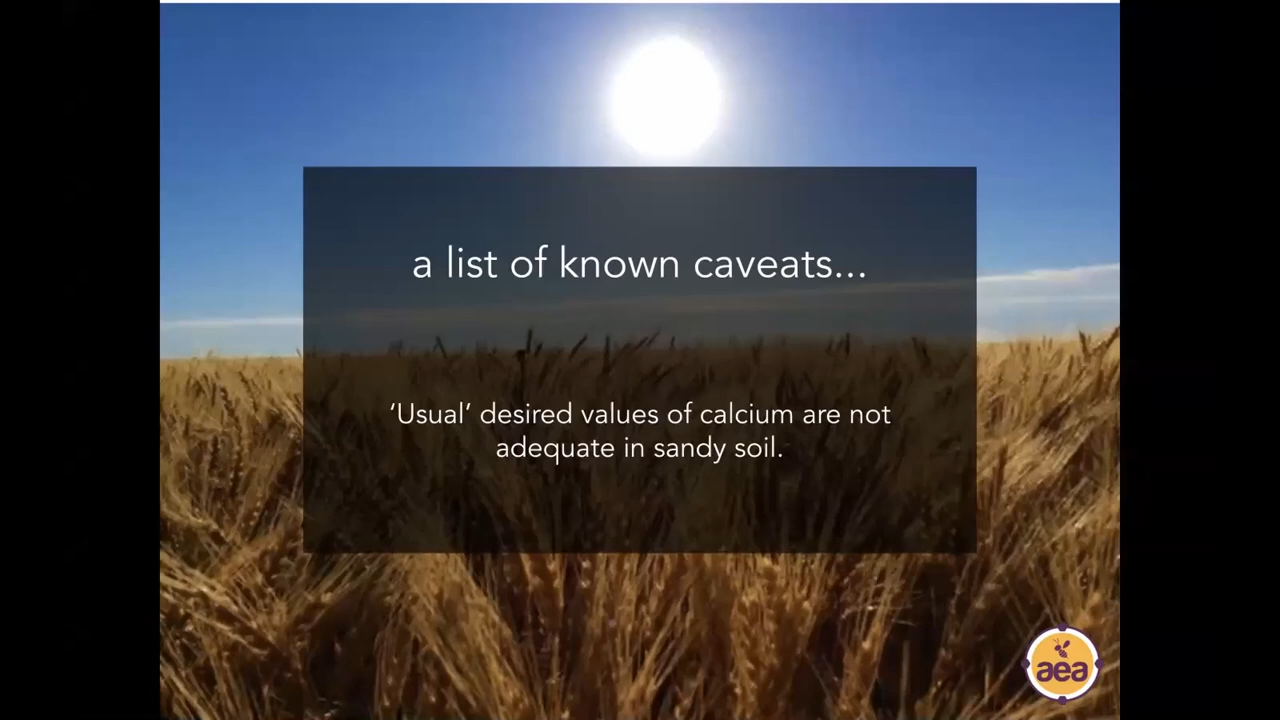 a list of known caveats...
‘Usual’ desired values of calcium are not
adequate in sandy soil.
aea